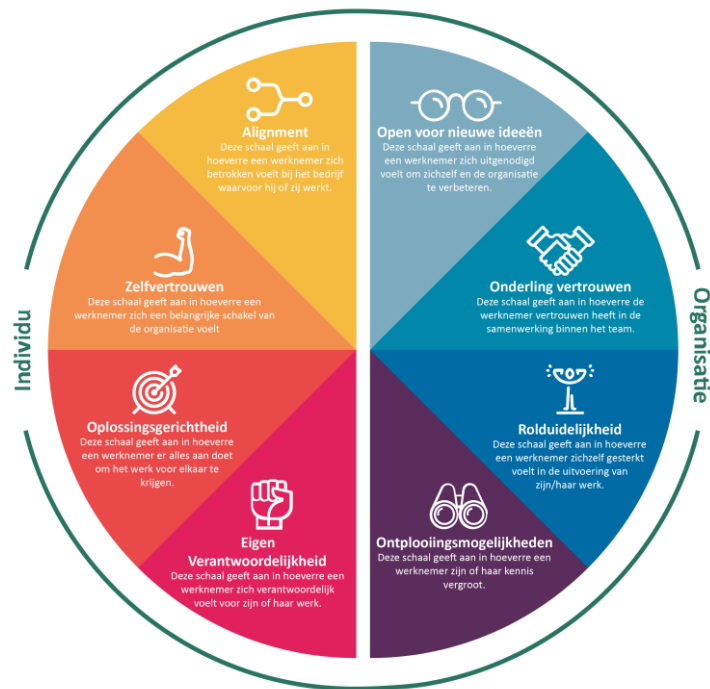 Individu
Alignment
Deze schaal geeft aan in
hoeverre een werknemer zich
betrokken voelt bij het bedrijf
waarvoor hij of zij werkt.
Zelfvertrouwen
Deze schaal geeft aan in hoeverre een
werknemer zich een belangrijke schakel van
de organisatie voelt
Oplossingsgerichtheid
Deze schaal geeft aan in hoeverre
een werknemer er alles aan doet
om het werk voor elkaar te
krijgen.
Eigen
Verantwoordelijkheid
Deze schaal geeft aan in hoeverre een
werknemer zich verantwoordelijk
voelt voor zijn of haar werk.
Open voor nieuwe ideeën
Deze schaal geeft aan in hoeverre
een werknemer zich uitgenodigd
voelt om zichzelf en de organisatie
te verbeteren.
Onderling vertrouwen
Deze schaal geeft aan in hoeverre de
werknemer vertrouwen heeft in de
samenwerking binnen het team.
Rolduidelijkheid
Deze schaal geeft aan in hoeverre
een werknemer zichzelf gesterkt
voelt in de uitvoering van
zijn/haar werk.
Ontplooiingsmogelijkheden
Deze schaal geeft aan in hoeverre een
werknemer zijn of haar kennis
vergroot.
Organisatie